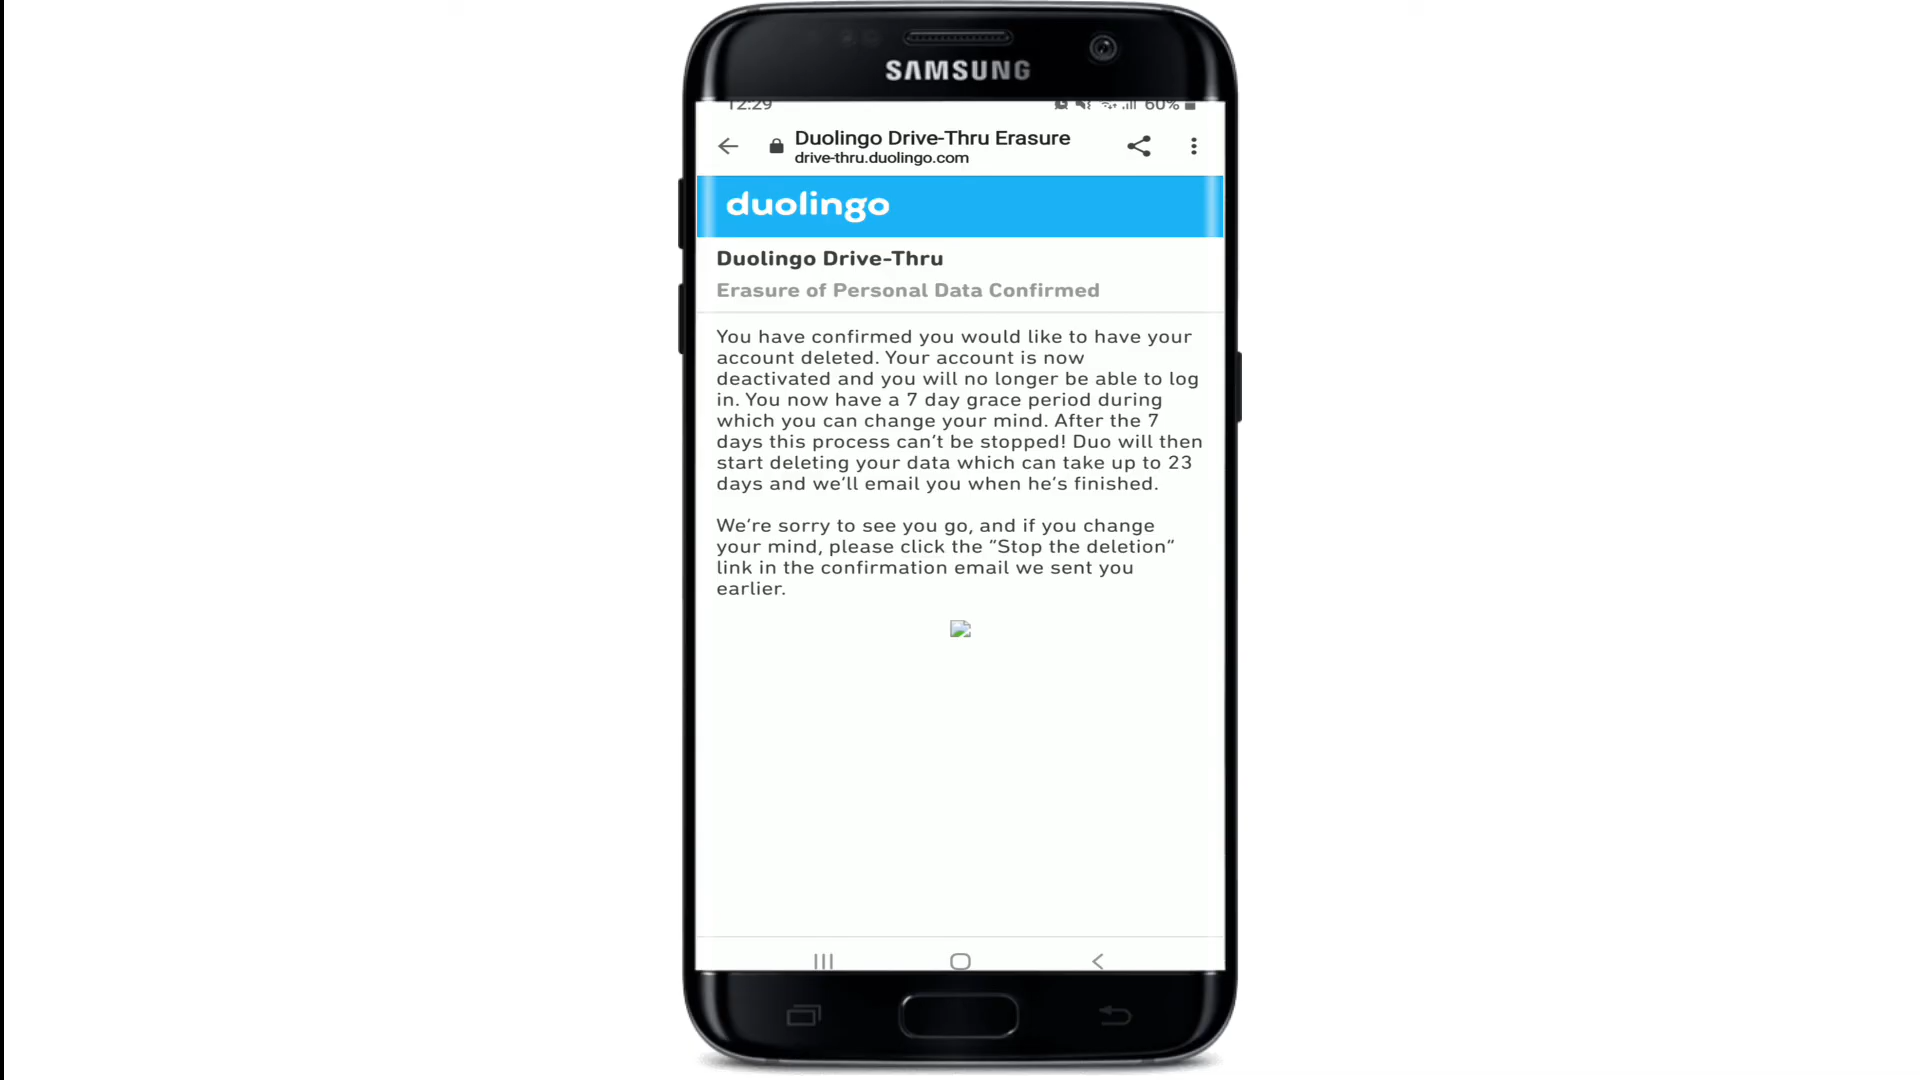 SAMSUNG
12:29 60%
Duolingo Drive-Thru Erasure
drive-thru.duolingo.com
duolingo
Duolingo Drive-Thru
Erasure of Personal Data Confirmed
You have confirmed you would like to have your
account deleted. Your account is now
deactivated and you will no longer be able to log
in. You now have a 7 day grace period during
which you can change your mind. After the 7
days this process can't be stopped! Duo will then
start deleting your data which can take up to 23
days and we'll email you when he's finished.
We're sorry to see you go, and if you change
your mind, please click the "Stop the deletion"
link in the confirmation email we sent you
earlier.